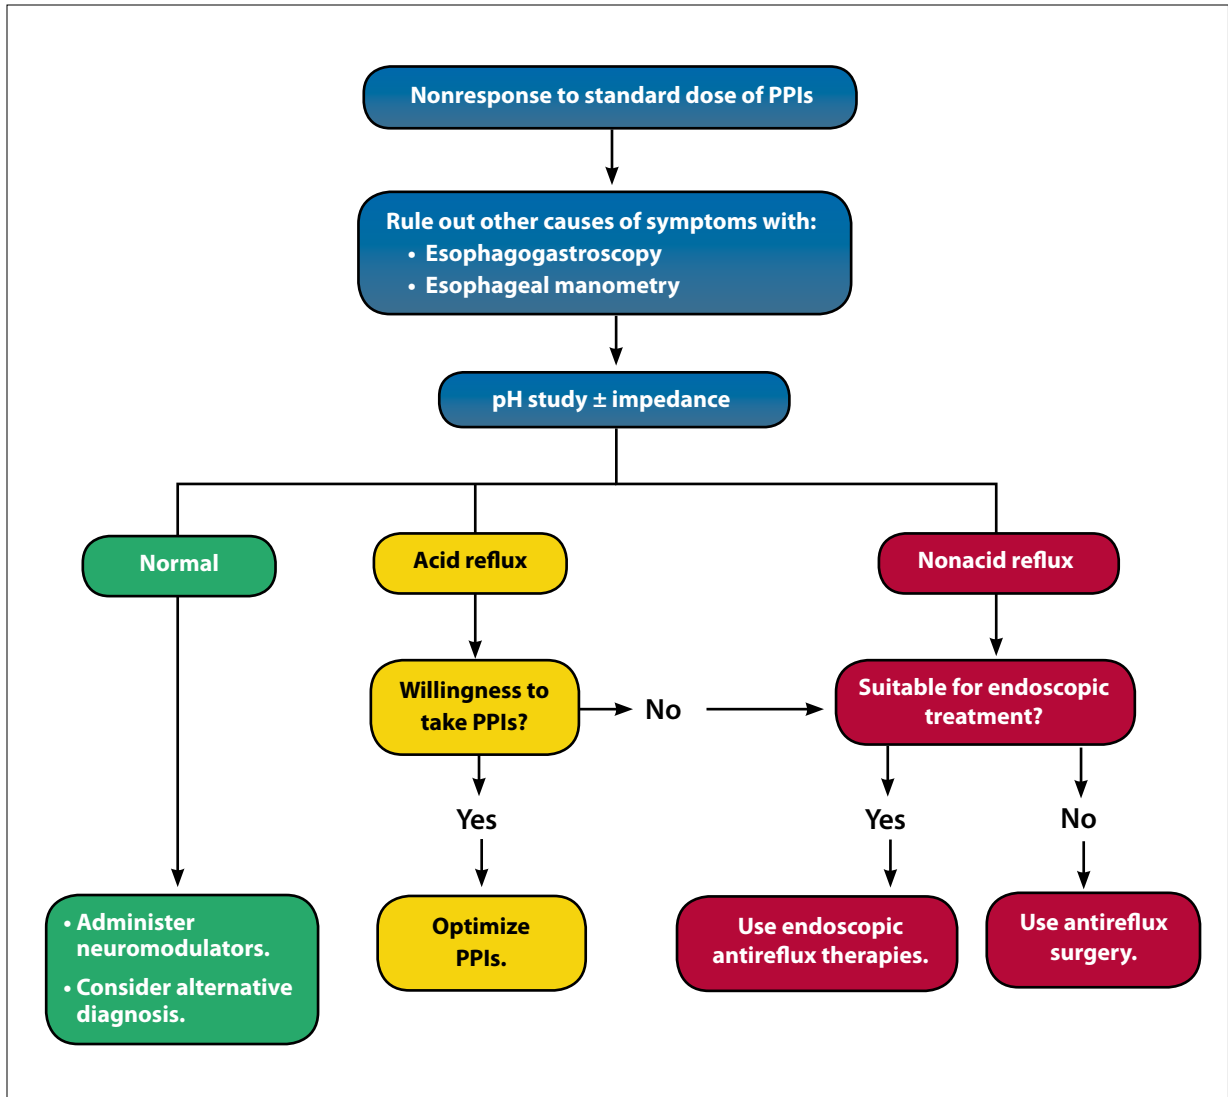 Nonresponse to standard dose of PPIs
Rule out other causes of symptoms with:
• Esophagogastroscopy
• Esophageal manometry
pH study ± impedance
Normal
Acid reflux
Nonacid reflux
Willingness to
take PPIs?
No
Suitable for endoscopic
treatment?
Yes
Yes
No
• Administer
neuromodulators.
• Consider alternative
diagnosis.
Optimize
PPIs.
Use endoscopic
antireflux therapies.
Use antireflux
surgery.